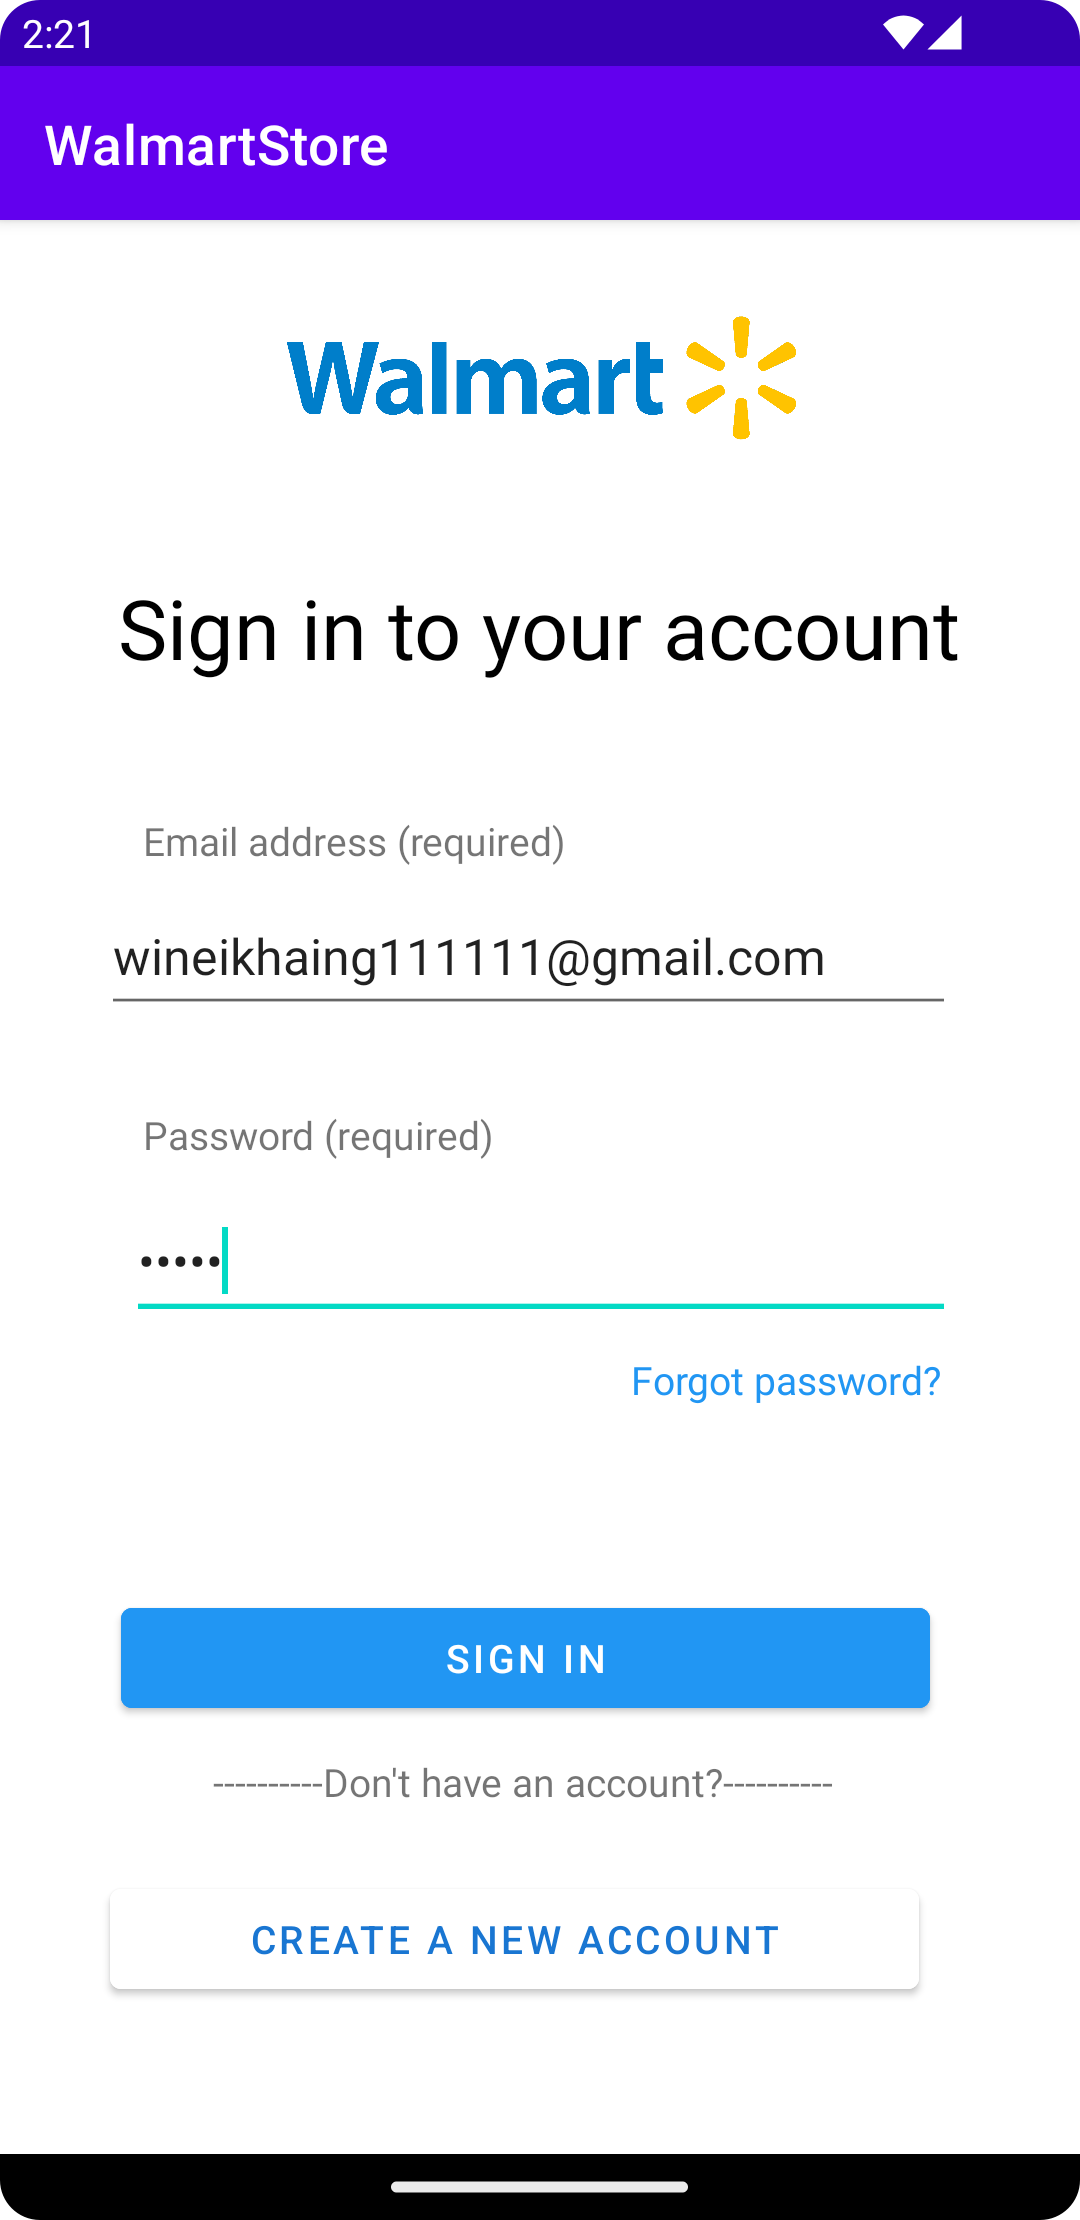 2:21
WalmartStore
Walmart
Sign in to your account
Email address (required)
wineikhaing111111@gmail.com
Password (required)
•••••
Forgot password?
SIGN IN
----------Don't have an account?----------
CREATE A NEW ACCOUNT